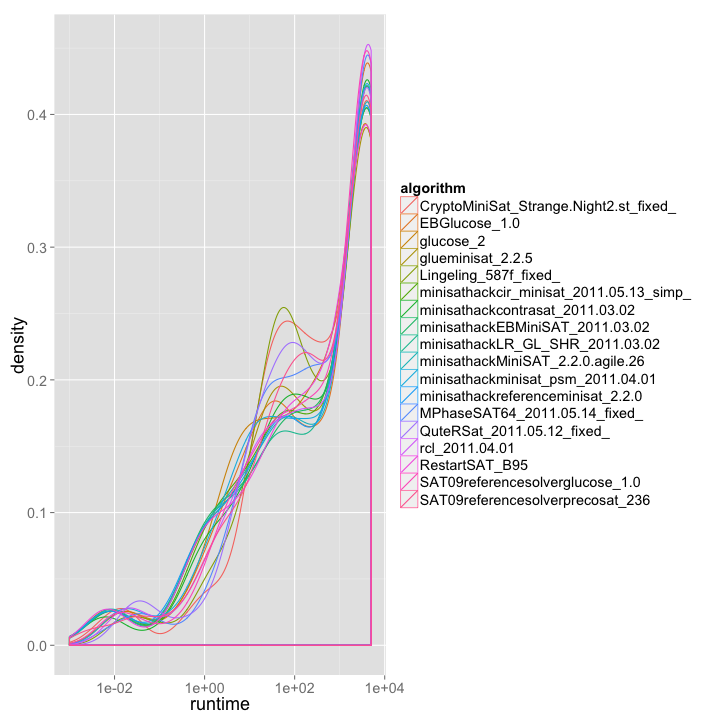 0.4
0.3
0.2
0.1
0.0
density
1e-02 1e+00 1e+02 1e+04
runtime
algorithm
CryptoMiniSat_Strange.Night2.st_fixed_
EBGlucose_1.0
glucose_2
glueminisat_2.2.5
Lingeling_587f_fixed_
minisathackcir_minisat_2011.05.13_simp_
minisathackcontrasat_2011.03.02
minisathackEBMiniSAT_2011.03.02
minisathackLR_GL_SHR_2011.03.02
minisathackMiniSAT_2.2.0.agile.26
minisathackminisat_psm_2011.04.01
minisathackreferenceminisat_2.2.0
MPhaseSAT64_2011.05.14_fixed_
QuteRSat_2011.05.12_fixed_
rcl_2011.04.01
RestartSAT_B95
SAT09referencesolverglucose_1.0
SAT09referencesolverprecosat_236